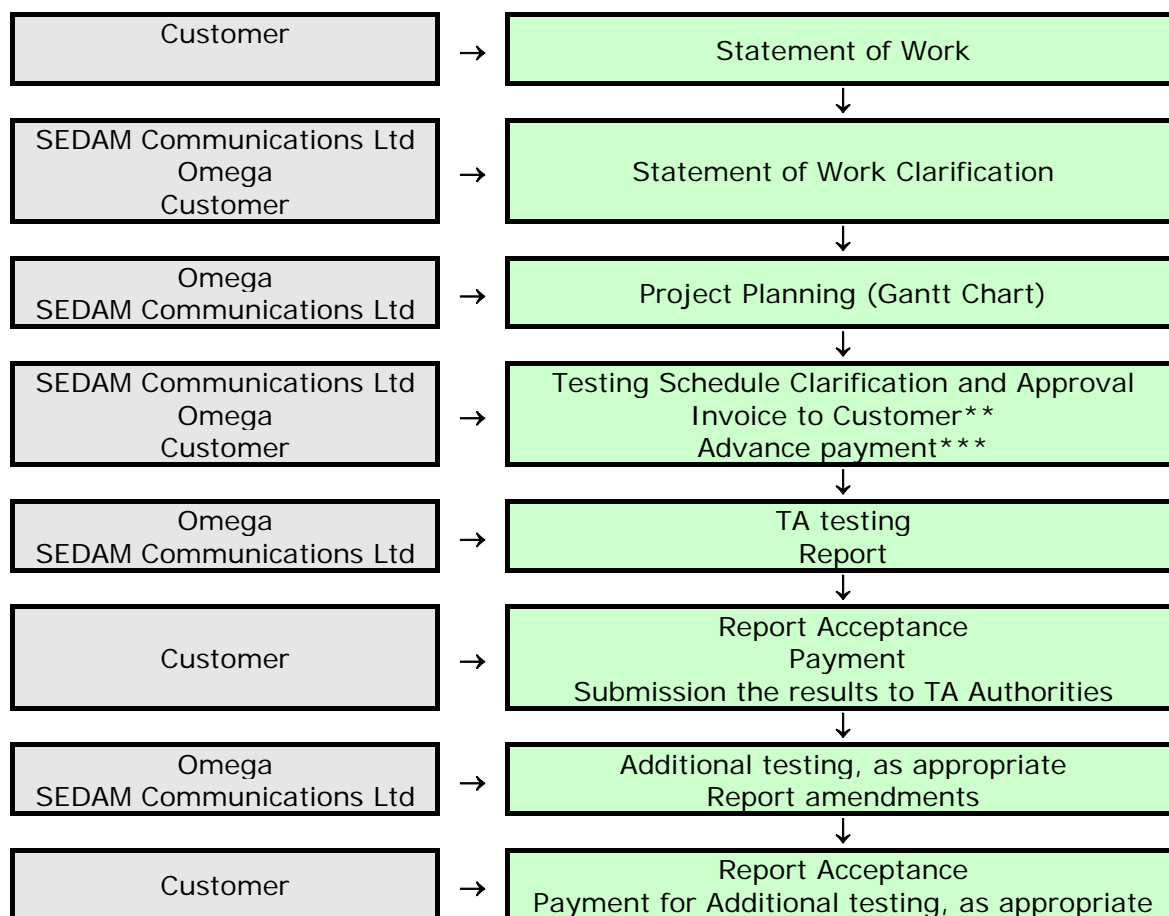 Customer
→
Statement of Work
↓
SEDAM Communications Ltd
Omega
Customer
→
Statement of Work Clarification
↓
Omega
SEDAM Communications Ltd
→
Project Planning (Gantt Chart)
↓
SEDAM Communications Ltd
Omega
Customer
→
Testing Schedule Clarification and Approval
Invoice to Customer**
Advance payment***
↓
Omega
SEDAM Communications Ltd
→
TA testing
Report
↓
Customer
→
Report Acceptance
Payment
Submission the results to TA Authorities
↓
Omega
SEDAM Communications Ltd
→
Additional testing, as appropriate
Report amendments
↓
Customer
→
Report Acceptance
Payment for Additional testing, as appropriate